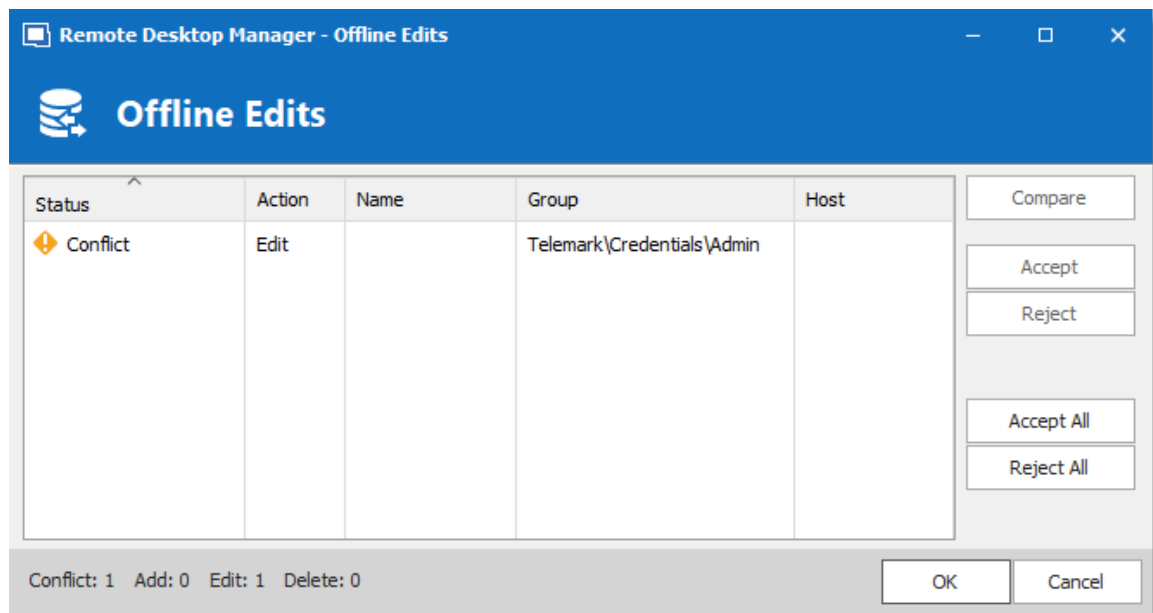 Remote Desktop Manager - Offline Edits
Offline Edits
Status Action Name Group Host
Conflict Edit Telemark\Credentials\Admin
Compare
Accept
Reject
Accept All
Reject All
Conflict: 1 Add: 0 Edit: 1 Delete: 0
OK Cancel